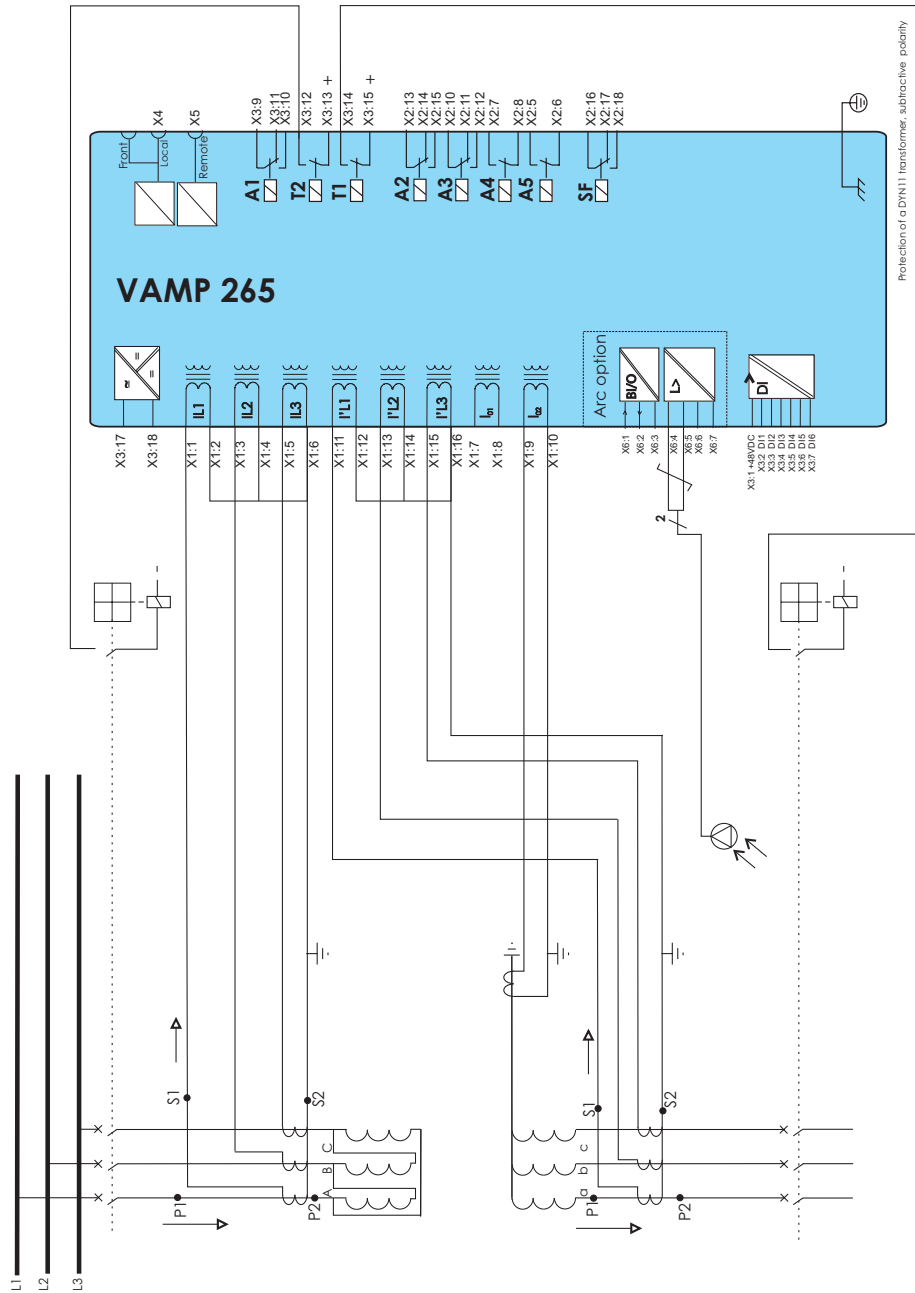 Front
X4
Local
X5
Remote
X3:9
X3:11
X3:10
X3:12
X3:13 +
X3:14
X3:15 +
X2:13
X2:14
X2:15
X2:10
X2:11
X2:12
X2:7
X2:8
X2:5
X2:6
X2:16
X2:17
X2:18
A1
T2
T1
A2
A3
A4
A5
SF
Protection of a DYN11 transformer, subtractive polarity
VAMP 265
IL1
IL2
IL3
I'L1
I'L2
I'L3
I01
I02
Arc option
BI/O
L>
DI
X3:17
X3:18
X1:1
X1:2
X1:3
X1:4
X1:5
X1:6
X1:11
X1:12
X1:13
X1:14
X1:15
X1:16
X1:7
X1:8
X1:9
X1:10
X6:1
X6:2
X6:3
X6:4
X6:5
X6:6
X6:7
X3:1 +48VDC
X3:2 DI1
X3:3 DI2
X3:4 DI3
X3:5 DI4
X3:6 DI5
X3:7 DI6
2
-
-
L1
L2
L3
S1
S2
P1
P2
A
B
C
S1
S2
P1
P2
a
b
c